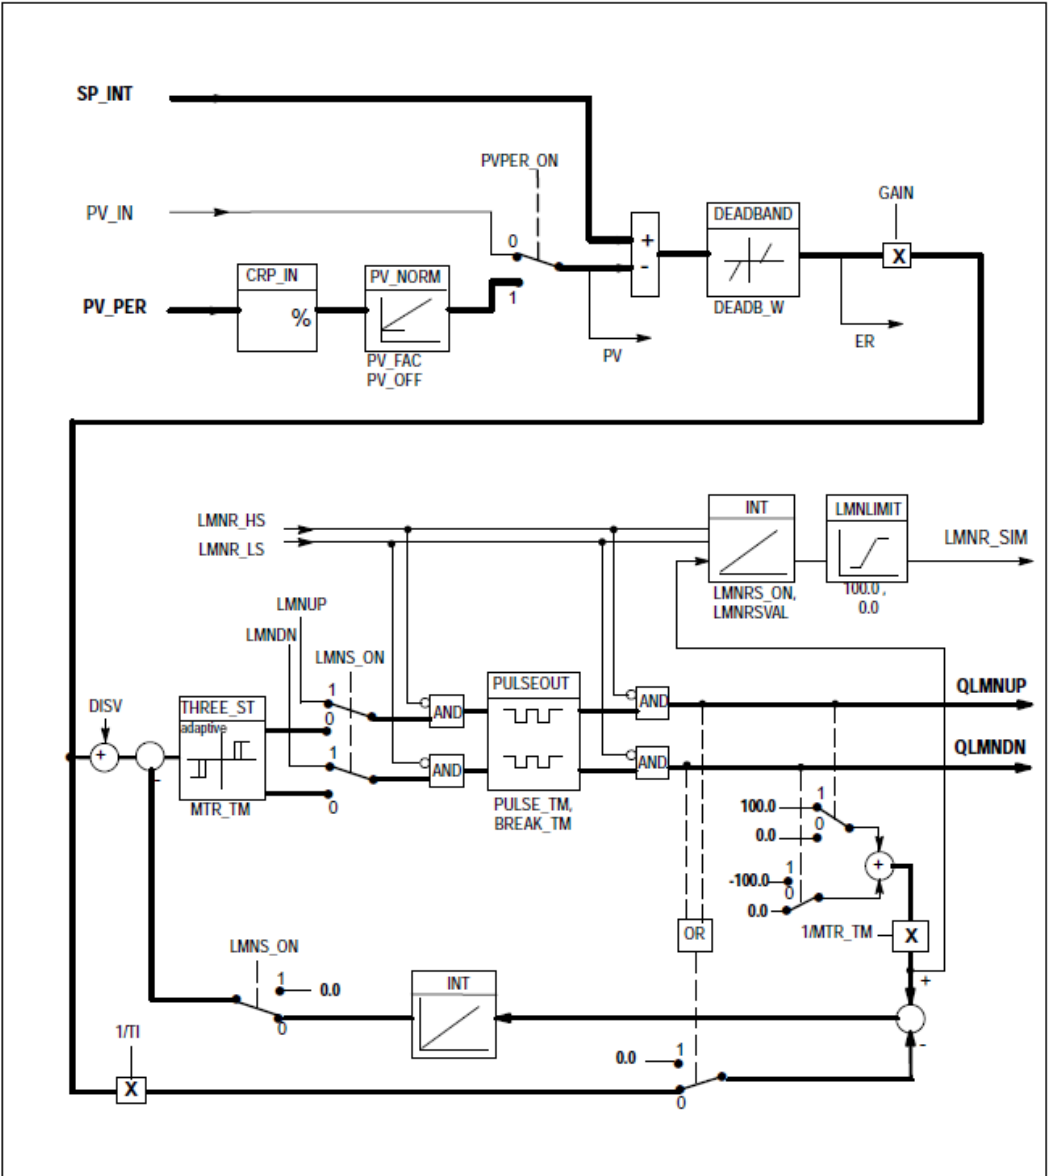 SP_INT
PVPER_ON
GAIN
PV_IN
DEADBAND
0
+
X
CRP_IN
PV_NORM
-
PV_PER
%
1
DEADB_W
ER
PV
PV_FAC
PV_OFF
INT
LMNLIMIT
LMNR_HS
LMNR_LS
LMNR_SIM
LMNRS_ON,
LMNRSVAL
100.0 ,
0.0
LMNUP
LMNDN
LMNS_ON
PULSEOUT
QLMNUP
1
DISV
THREE_ST
AND
AND
0
adaptive
+
1
QLMNDN
-
AND
AND
0
MTR_TM
PULSE_TM,
BREAK_TM
1
100.0
0
0.0
+
1
-100.0
0
0.0
OR
1/MTR_TM
X
LMNS_ON
1
0.0
INT
+
0
1/TI
-
0.0
1
X
0